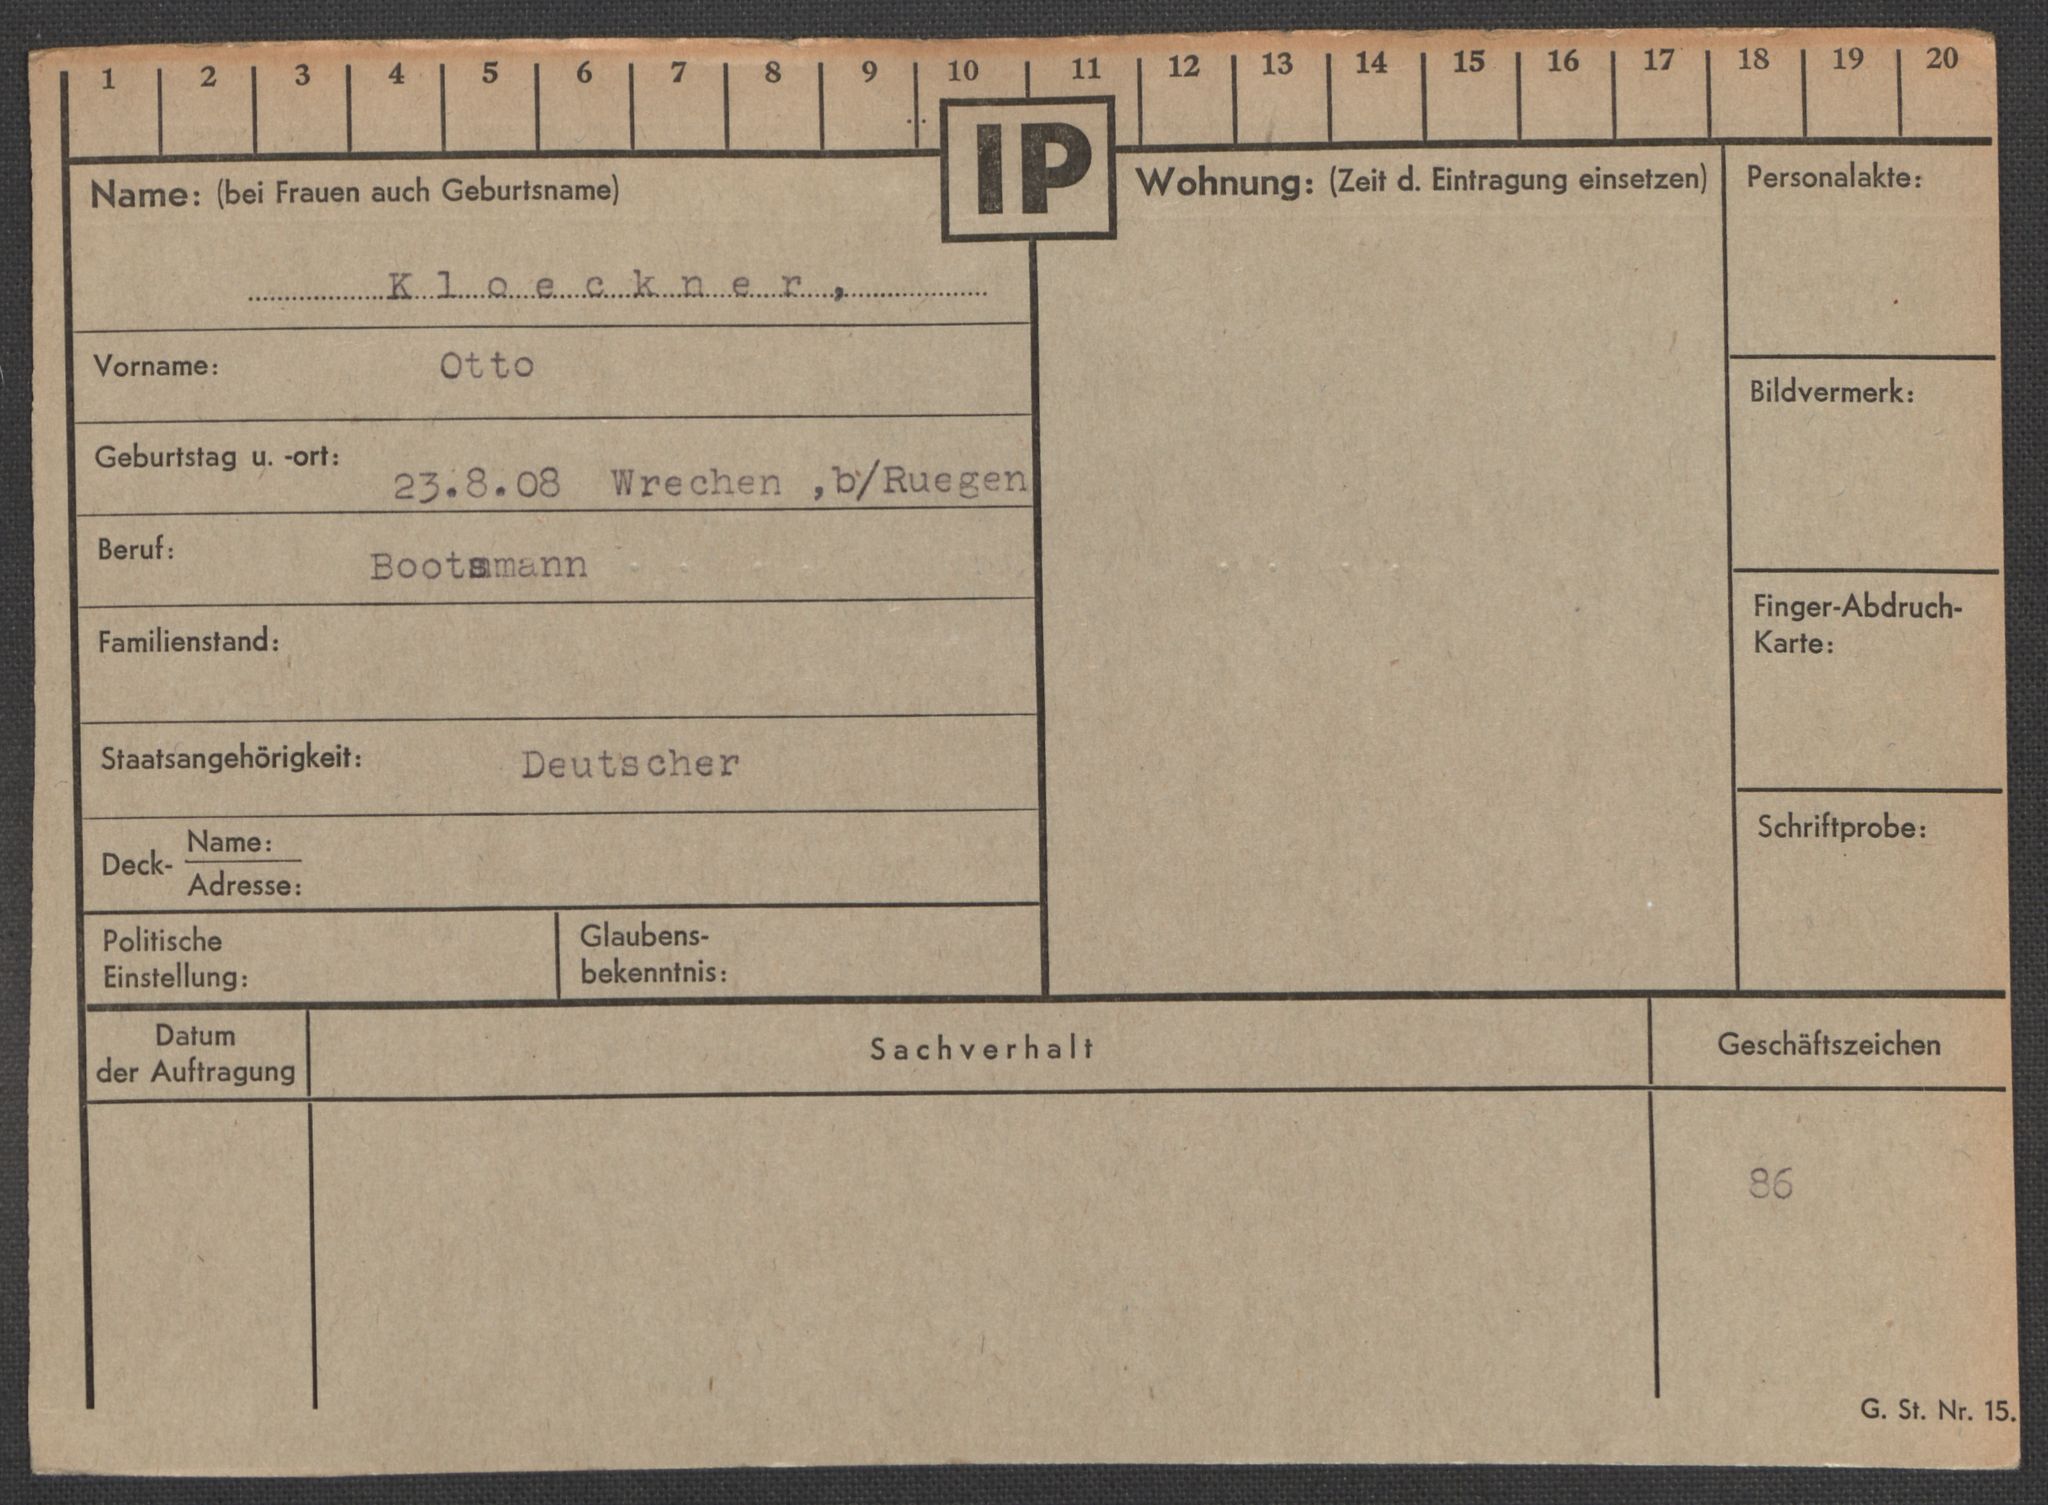 1 2 3 4 5 6 7 8 9 10 11 12 13 14 15 16 17 18 19 20
IP
Name: (bei Frauen auch Geburtsname)
Kloeckner,
Vorname: Otto
Geburtstag u. -ort: 23.8.08 Wrechen ,b/Ruegen
Beruf: Bootsmann
Familienstand:
Staatsangehörigkeit: Deutscher
Deck- Name:
Adresse:
Politische
Einstellung:
Glaubens-
bekenntnis:
Wohnung: (Zeit d. Eintragung einsetzen)
Personalakte:
Bildvermerk:
Finger-Abdruch-
Karte:
Schriftprobe:
Datum
der Auftragung
Sachverhalt
Geschäftszeichen
86
G. St. Nr. 15.